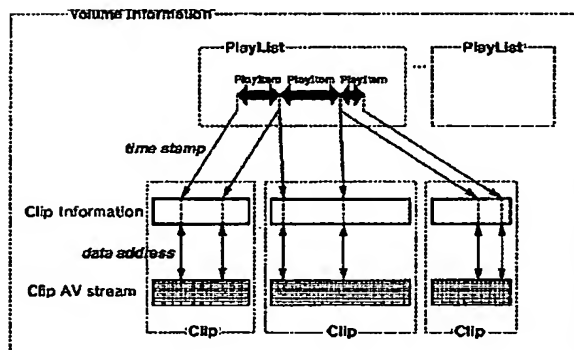 Volume Information
PlayList
...
PlayList
PlayItem PlayItem PlayItem
time stamp
Clip Information
data address
Clip AV stream
Clip
Clip
Clip